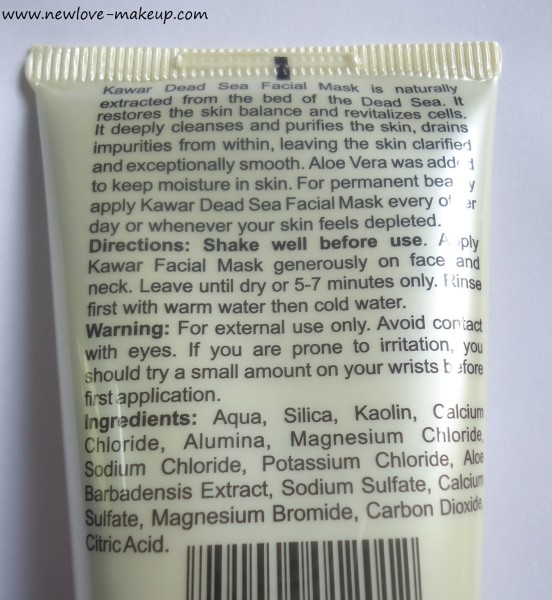 www.newlove-makeup.com
Kawar Dead Sea Facial Mask is naturally
extracted from the bed of the Dead Sea. It
restores the skin balance and revitalizes cells.
It deeply cleanses and purifies the skin, drains
impurities from within, leaving the skin clarified
and exceptionally smooth. Aloe Vera was added
to keep moisture in skin. For permanent beauty
apply Kawar Dead Sea Facial Mask every other
day or whenever your skin feels depleted.
Directions: Shake well before use. Apply
Kawar Facial Mask generously on face and
neck. Leave until dry or 5-7 minutes only. Rinse
first with warm water then cold water.
Warning: For external use only. Avoid contact
with eyes. If you are prone to irritation, you
should try a small amount on your wrists before
first application.
Ingredients: Aqua, Silica, Kaolin, Calcium
Chloride, Alumina, Magnesium Chloride,
Sodium Chloride, Potassium Chloride, Aloe
Barbadensis Extract, Sodium Sulfate, Calcium
Sulfate, Magnesium Bromide, Carbon Dioxide,
Citric Acid.